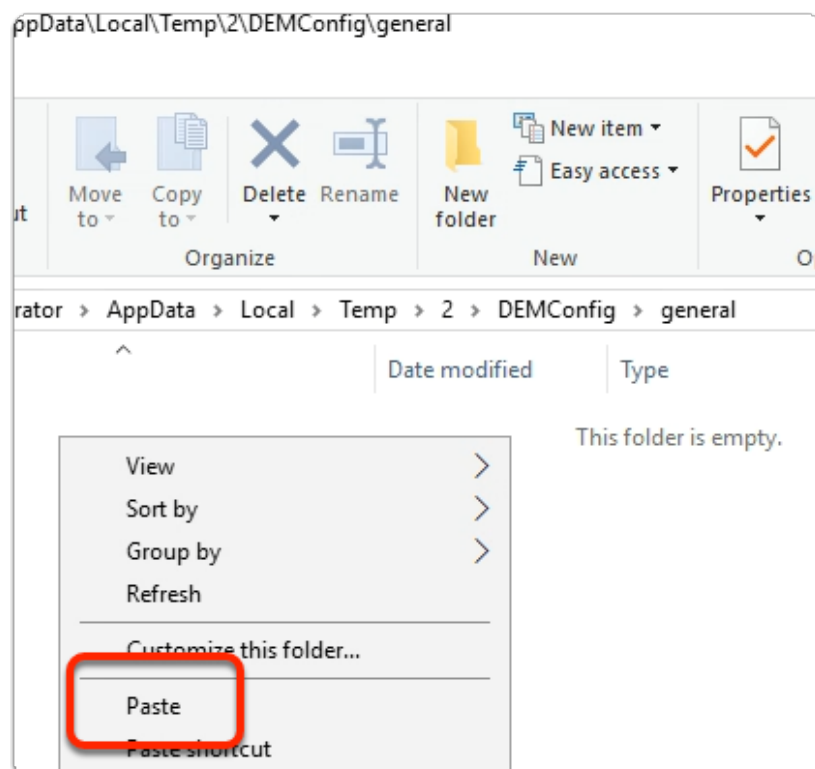 ppData\Local\Temp\2\DEMConfig\general
New item
Easy access
Move to
Copy to
Delete
Rename
New folder
Properties
ut
Organize
New
O
rator > AppData > Local > Temp > 2 > DEMConfig > general
Date modified
Type
This folder is empty.
View
Sort by
Group by
Refresh
Customize this folder...
Paste
Paste shortcut